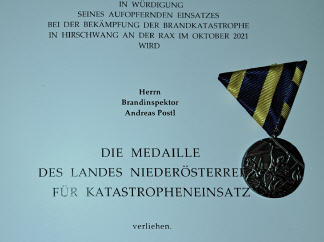 IN WÜRDIGUNG
SEINES AUFOPFERNDEN EINSATZES
BEI DER BEKÄMPFUNG DER BRANDKATASTROPHE
IN HIRSCHWANG AN DER RAX IM OKTOBER 2021
WIRD
Herrn
Brandinspektor
Andreas Postl
DIE MEDAILLE
DES LANDES NIEDERÖSTERREI
FÜR KATASTROPHENEINSATZ
verliehen.